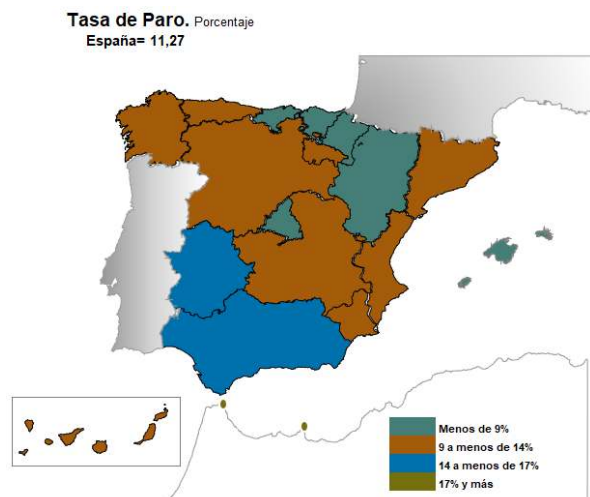 Tasa de Paro. Porcentaje
España= 11,27
Menos de 9%
9 a menos de 14%
14 a menos de 17%
17% y más